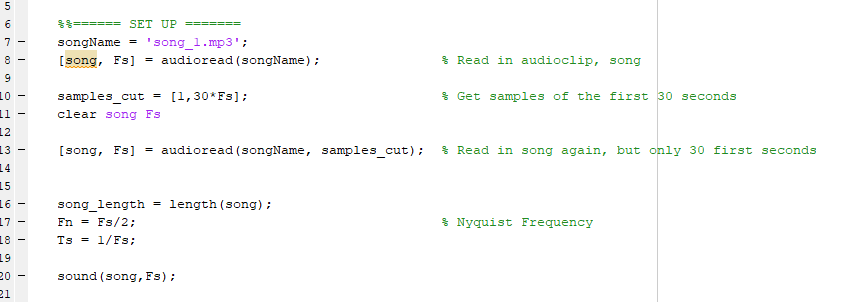 5
6 %%====== SET UP =======
7 – songName = 'song_1.mp3';
8 – [song, Fs] = audioread(songName); % Read in audioclip, song
9
10 – samples_cut = [1,30*Fs]; % Get samples of the first 30 seconds
11 – clear song Fs
12
13 – [song, Fs] = audioread(songName, samples_cut); % Read in song again, but only 30 first seconds
14
15
16 – song_length = length(song);
17 – Fn = Fs/2; % Nyquist Frequency
18 – Ts = 1/Fs;
19
20 – sound(song,Fs);
21